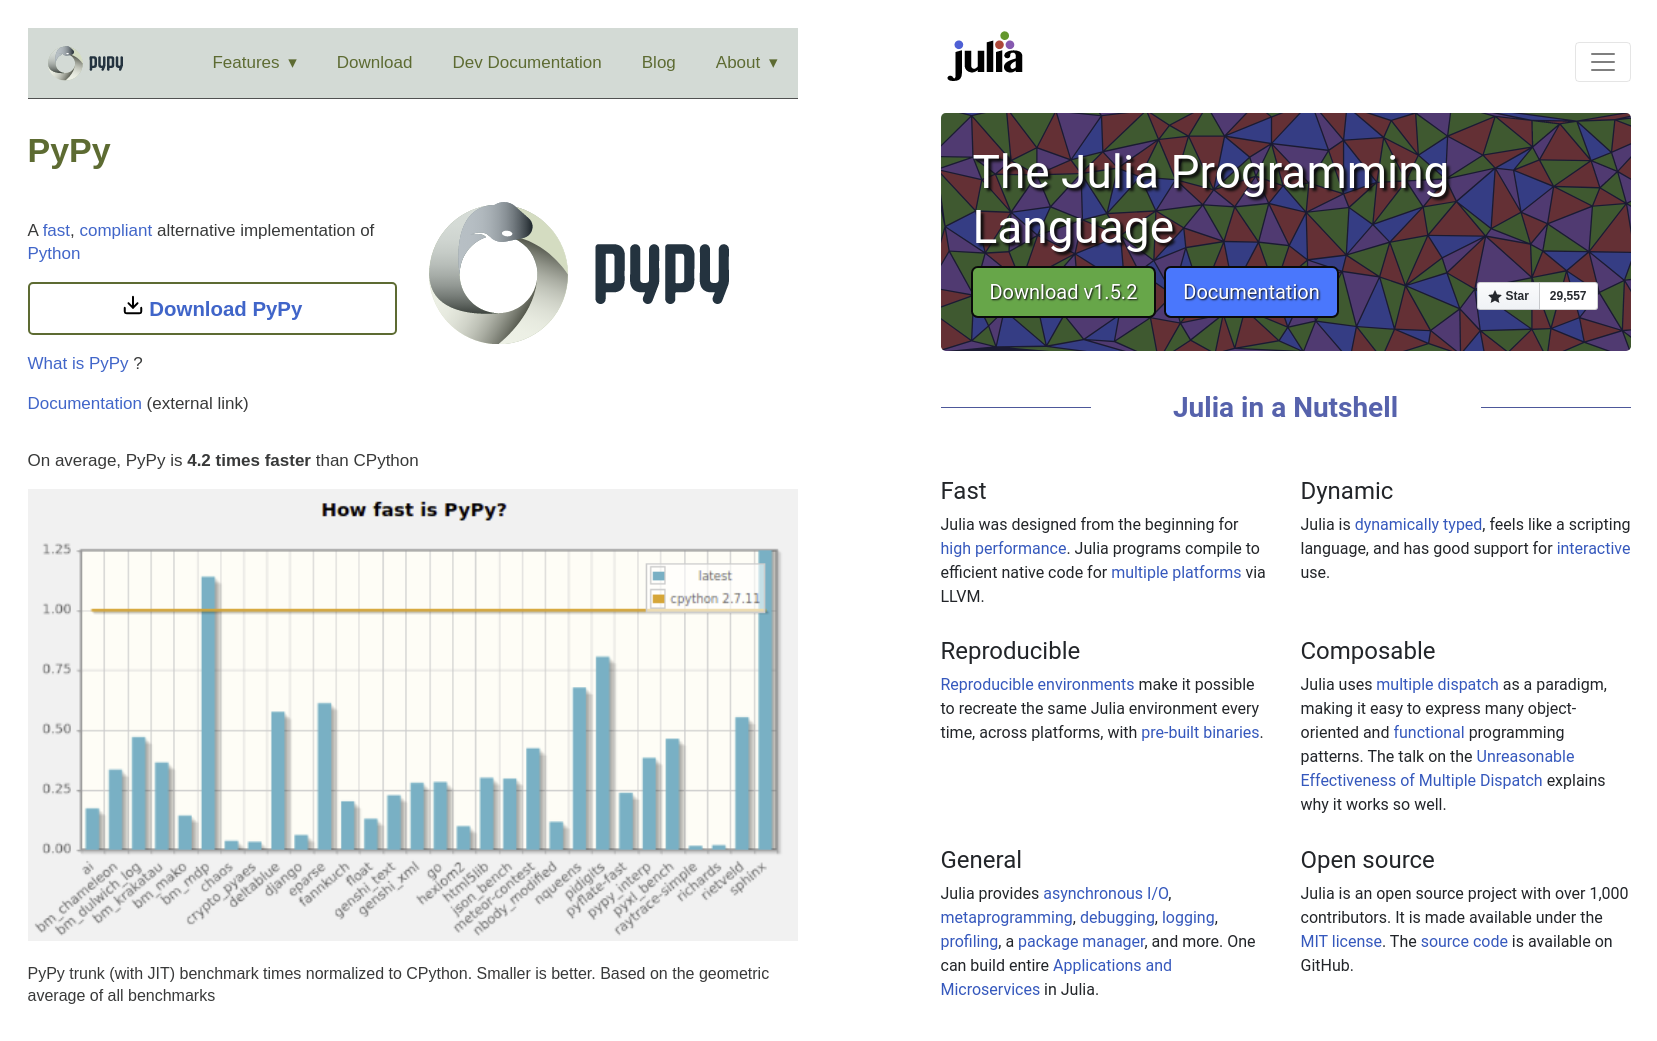 pypy
Features ▾ Download Dev Documentation Blog About ▾
PyPy
A fast, compliant alternative implementation of
Python
Download PyPy
What is PyPy ?
Documentation (external link)
pypy
On average, PyPy is 4.2 times faster than CPython
How fast is PyPy?
1.25
1.00
0.75
0.50
0.25
0.00
latest
cpython 2.7.11
ai
bm_chameleon
bm_dulwich_log
bm_krakatau
bm_mako
bm_mdp
chaos
crypto_pyaes
deltablue
django
eparse
fannkuch
float
genshi_text
genshi_xml
go
hexiom2
html5lib
json_bench
meteor-contest
nbody_modified
nqueens
pidigits
pyflate-fast
pypy_interp
pyxl_bench
raytrace-simple
richards
rietveld
sphinx
PyPy trunk (with JIT) benchmark times normalized to CPython. Smaller is better. Based on the geometric
average of all benchmarks
julia
The Julia Programming
Language
Download v1.5.2 Documentation
Star 29,557
Julia in a Nutshell
Fast
Julia was designed from the beginning for
high performance. Julia programs compile to
efficient native code for multiple platforms via
LLVM.
Dynamic
Julia is dynamically typed, feels like a scripting
language, and has good support for interactive
use.
Reproducible
Reproducible environments make it possible
to recreate the same Julia environment every
time, across platforms, with pre-built binaries.
Composable
Julia uses multiple dispatch as a paradigm,
making it easy to express many object-
oriented and functional programming
patterns. The talk on the Unreasonable
Effectiveness of Multiple Dispatch explains
why it works so well.
General
Julia provides asynchronous I/O,
metaprogramming, debugging, logging,
profiling, a package manager, and more. One
can build entire Applications and
Microservices in Julia.
Open source
Julia is an open source project with over 1,000
contributors. It is made available under the
MIT license. The source code is available on
GitHub.